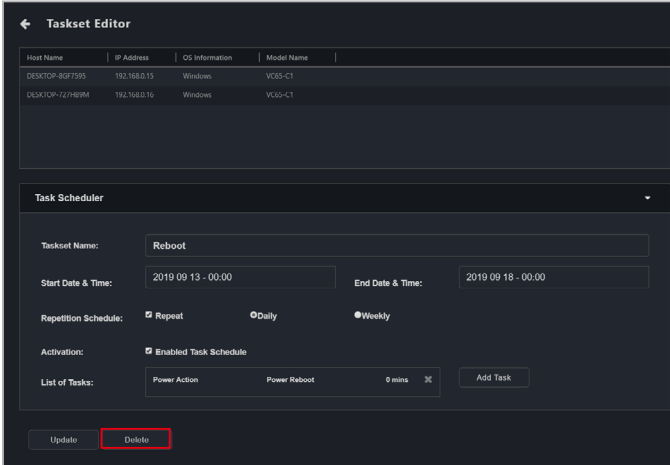 Taskset Editor
Host Name IP Address OS Information Model Name
DESKTOP-8GF7595 192.168.0.15 Windows VC65-C1
DESKTOP-727HB9M 192.168.0.16 Windows VC65-C1
Task Scheduler
Taskset Name: Reboot
Start Date & Time: 2019 09 13 - 00:00 End Date & Time: 2019 09 18 - 00:00
Repetition Schedule: Repeat Daily Weekly
Activation: Enabled Task Schedule
List of Tasks: Power Action Power Reboot 0 mins Add Task
Update Delete